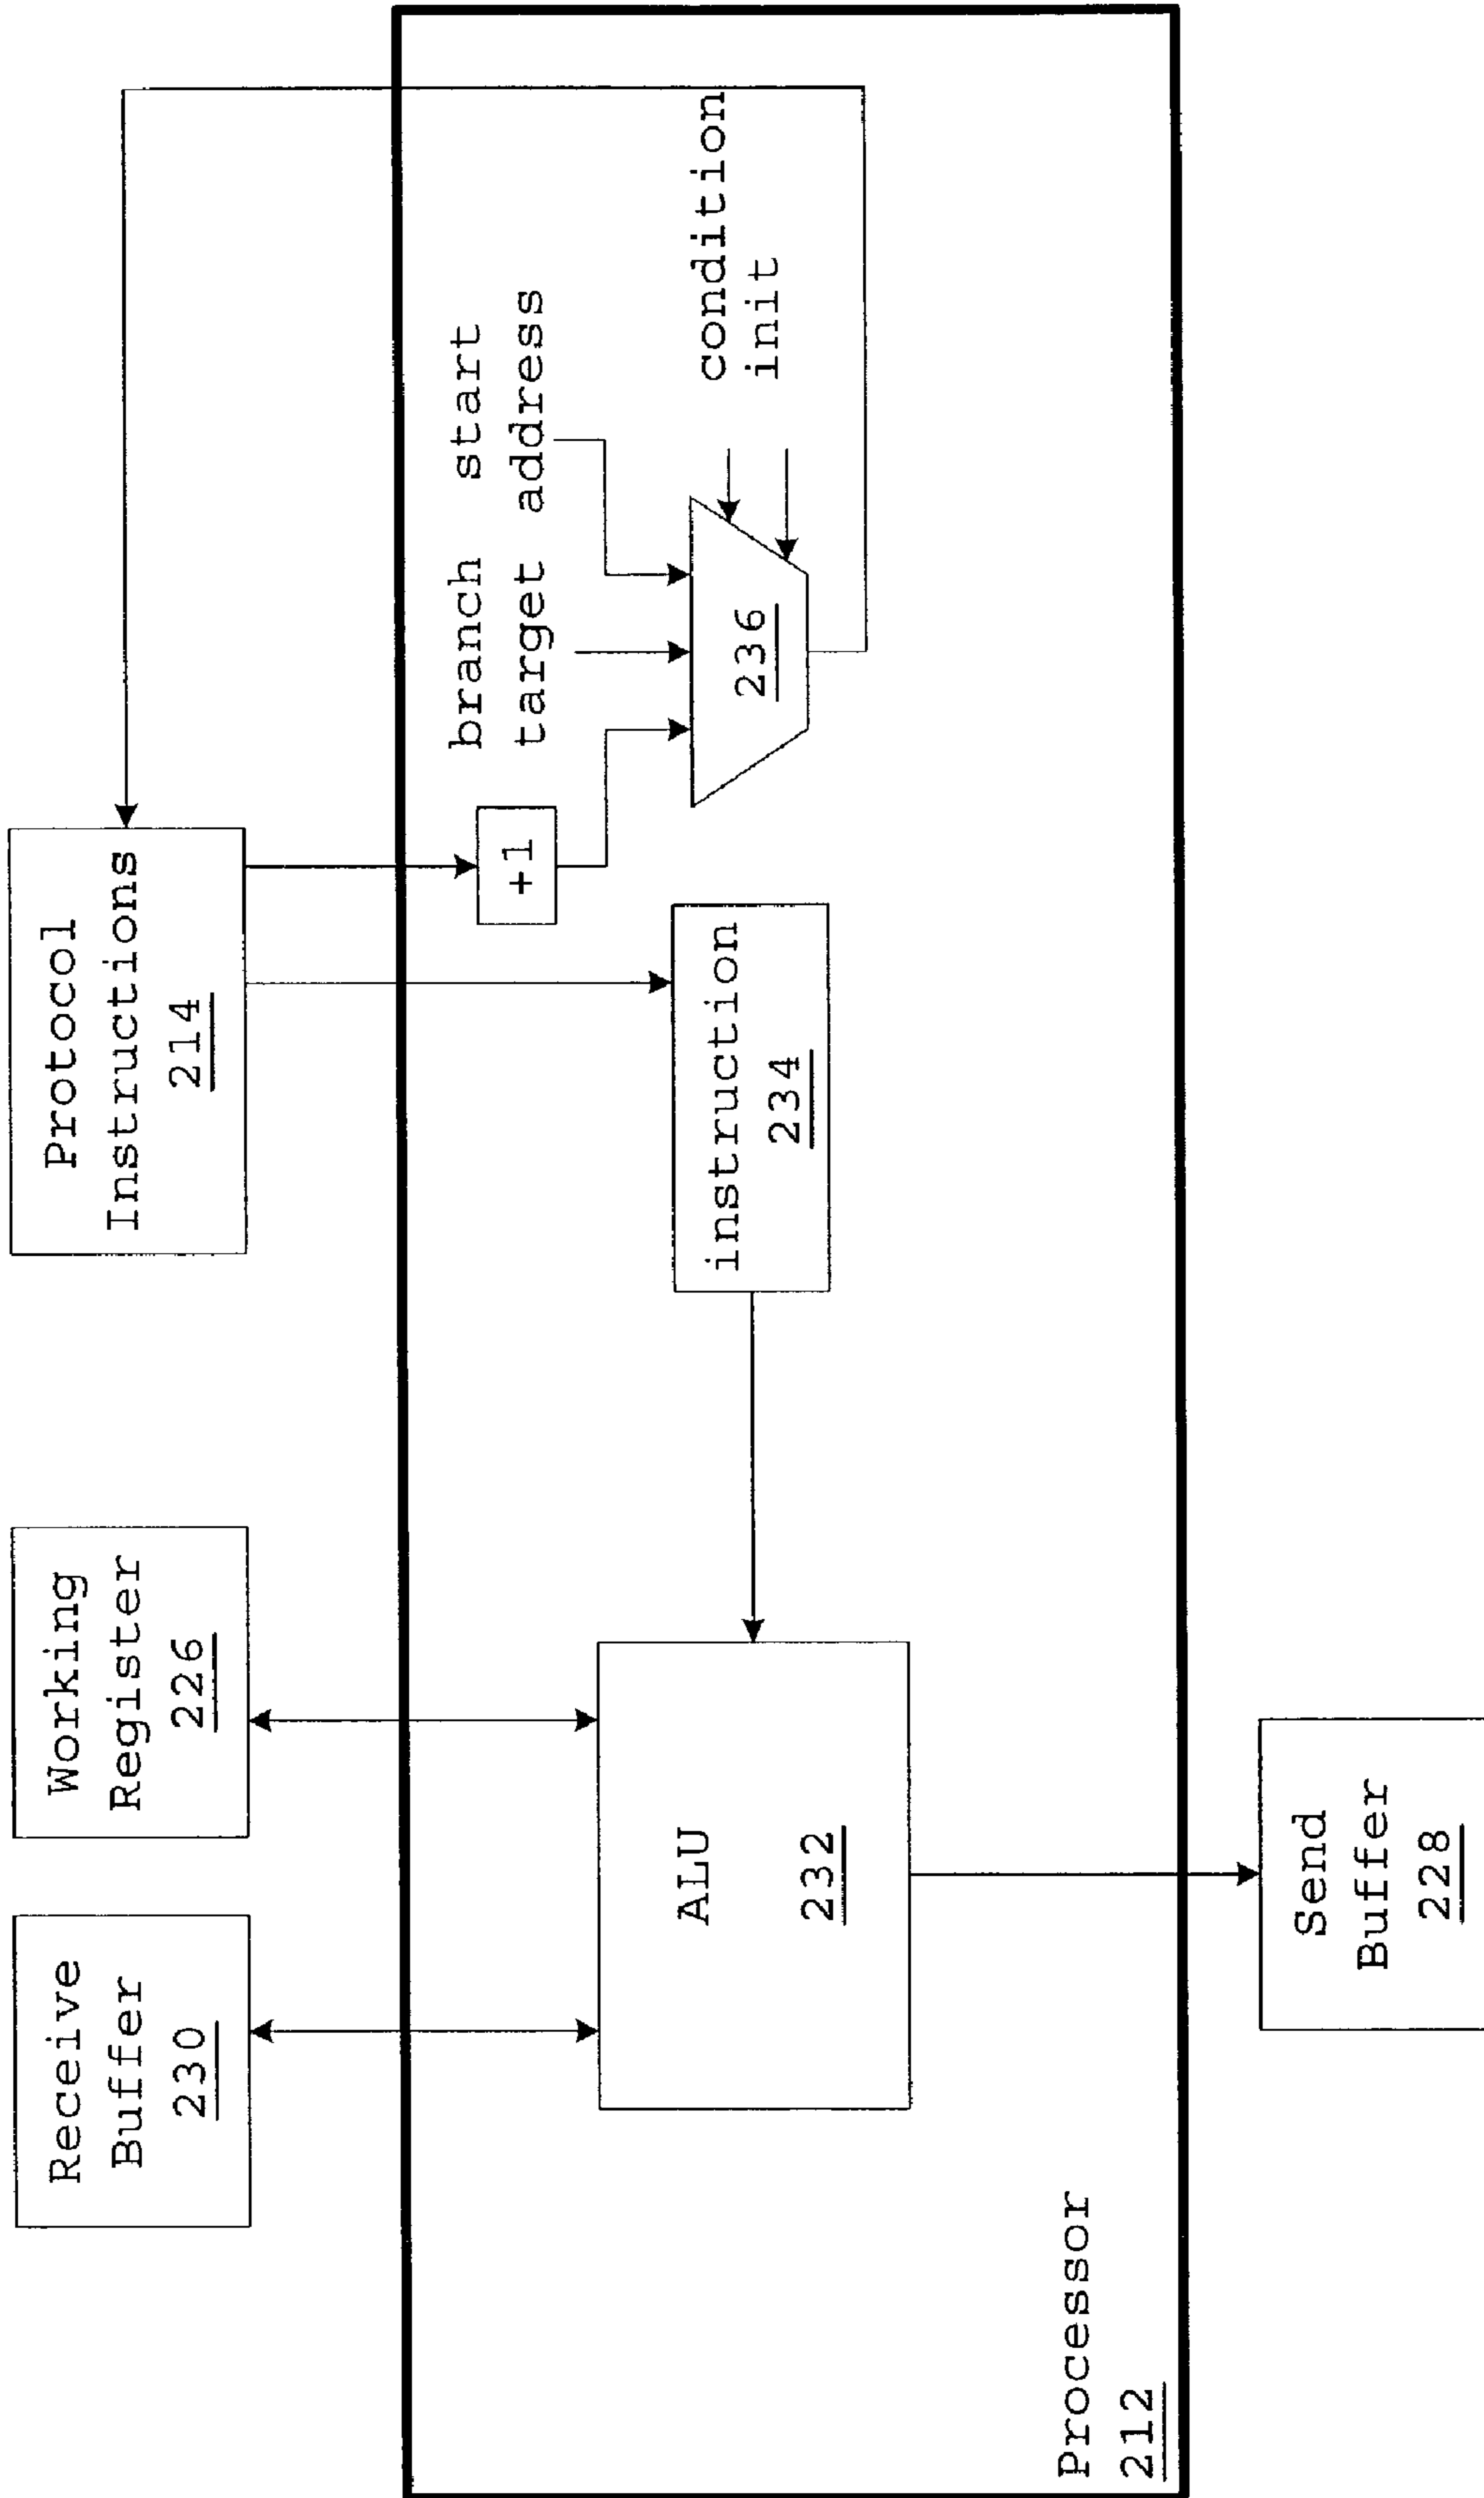 Receive
Buffer
230
Working
Register
226
Protocol
Instructions
214
+1
branch start
target address
condition
init
236
instruction
234
ALU
232
Processor
212
Send
Buffer
228